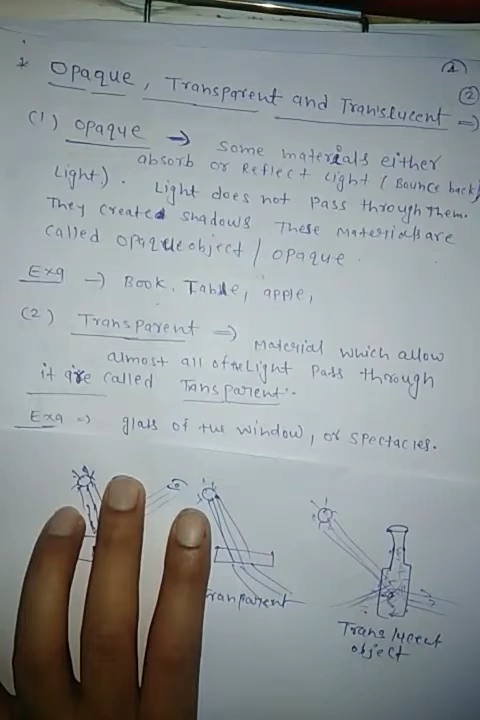 ①
②
* Opaque, Transparent and Translucent ⇒
(1) Opaque → Some materials either
absorb or Reflect Light (Bounce back
Light). Light does not Pass through them.
They created shadows These Materials are
called opaque object / opaque.
Exa → Book, Table, apple,
(2) Transparent ⇒ Material which allow
almost all of the Light Pass through
it are called Tansparent.
Exa ⇒ glass of the window, or spectacles.
ranparent
Translucent
object